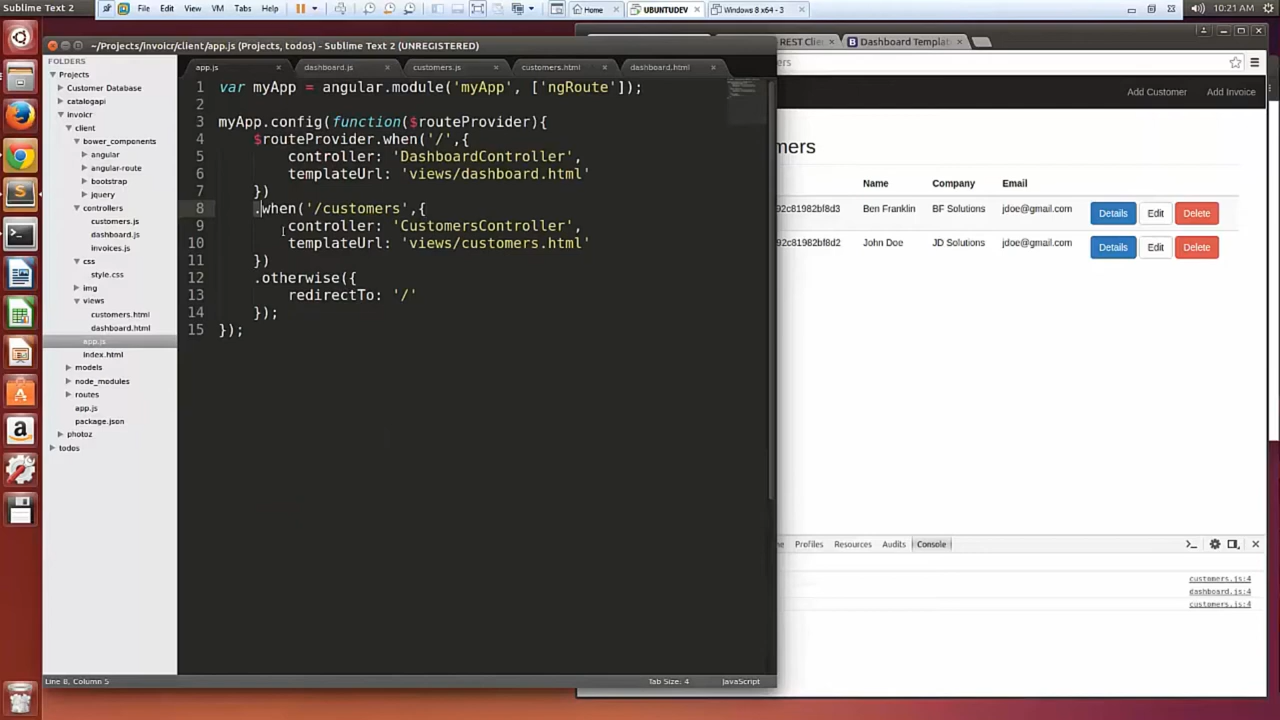 Sublime Text 2
File Edit View VM Tabs Help
Home
UBUNTUDEV
Windows 8 x64 - 3
10:21 AM
~/Projects/invoicr/client/app.js (Projects, todos) - Sublime Text 2 (UNREGISTERED)
REST Clie
Dashboard Templat
FOLDERS
Projects
Customer Database
catalogapi
invoicr
client
bower_components
angular
angular-route
bootstrap
jquery
controllers
customers.js
dashboard.js
invoices.js
css
style.css
img
views
customers.html
dashboard.html
app.js
index.html
models
node_modules
routes
app.js
package.json
photoz
todos
app.js
dashboard.js
customers.js
customers.html
dashboard.html
1 var myApp = angular.module('myApp', ['ngRoute']);
2
3 myApp.config(function($routeProvider){
4 $routeProvider.when('/',{
5 controller: 'DashboardController',
6 templateUrl: 'views/dashboard.html'
7 })
8 .when('/customers',{
9 controller: 'CustomersController',
10 templateUrl: 'views/customers.html'
11 })
12 .otherwise({
13 redirectTo: '/'
14 });
15 });
Line 8, Column 5
Tab Size: 4
JavaScript
ers
Add Customer Add Invoice
mers
Name Company Email
92c81982bf8d3 Ben Franklin BF Solutions jdoe@gmail.com Details Edit Delete
92c81982bf8d2 John Doe JD Solutions jdoe@gmail.com Details Edit Delete
ne Profiles Resources Audits Console
customers.js:4
dashboard.js:4
customers.js:4